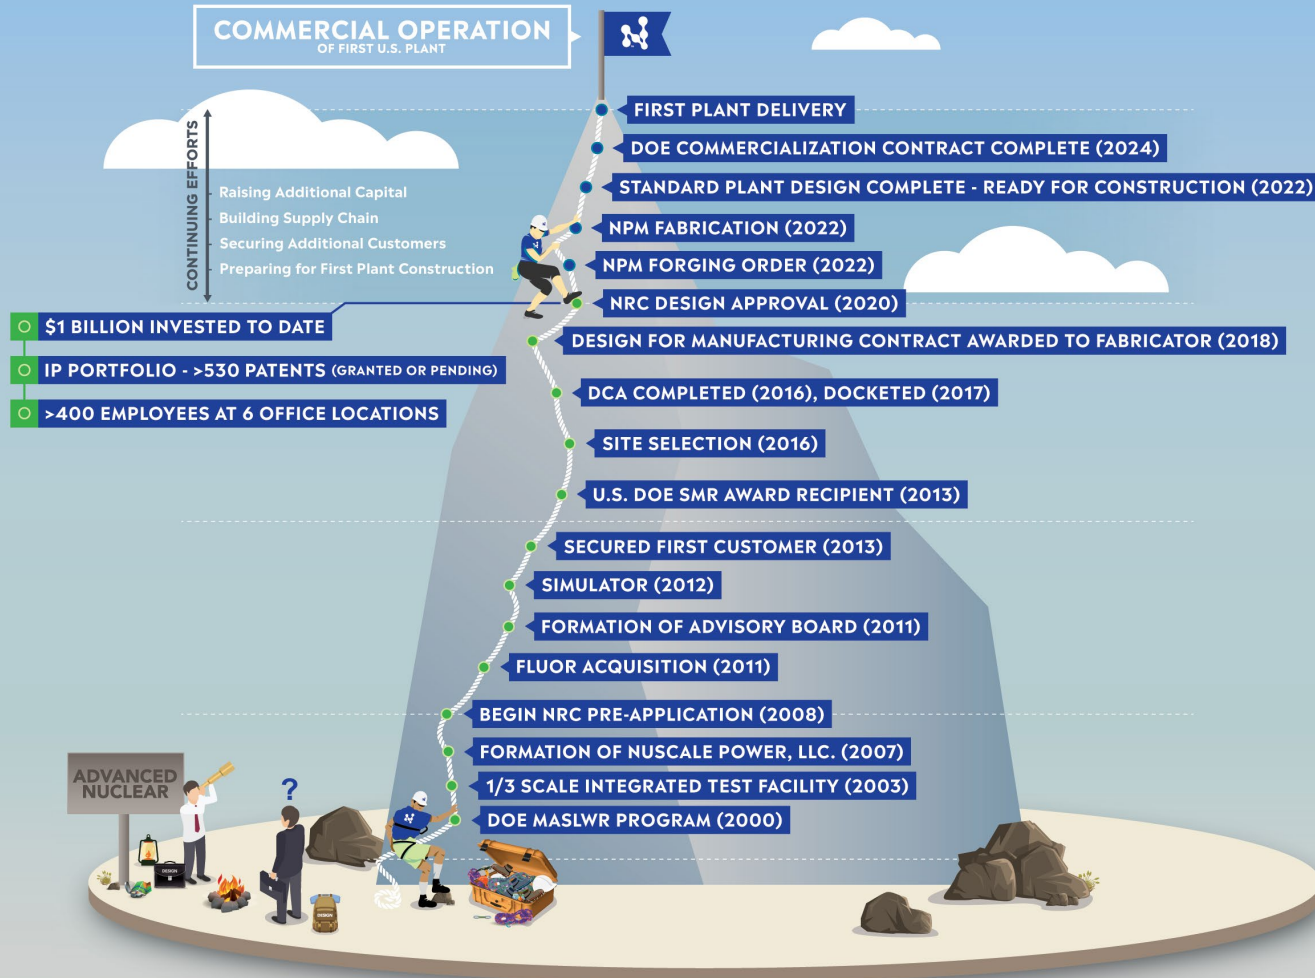 COMMERCIAL OPERATION
OF FIRST U.S. PLANT
FIRST PLANT DELIVERY
DOE COMMERCIALIZATION CONTRACT COMPLETE (2024)
STANDARD PLANT DESIGN COMPLETE - READY FOR CONSTRUCTION (2022)
NPM FABRICATION (2022)
NPM FORGING ORDER (2022)
NRC DESIGN APPROVAL (2020)
CONTINUING EFFORTS
Raising Additional Capital
Building Supply Chain
Securing Additional Customers
Preparing for First Plant Construction
$1 BILLION INVESTED TO DATE
IP PORTFOLIO - >530 PATENTS (GRANTED OR PENDING)
>400 EMPLOYEES AT 6 OFFICE LOCATIONS
DESIGN FOR MANUFACTURING CONTRACT AWARDED TO FABRICATOR (2018)
DCA COMPLETED (2016), DOCKETED (2017)
SITE SELECTION (2016)
U.S. DOE SMR AWARD RECIPIENT (2013)
SECURED FIRST CUSTOMER (2013)
SIMULATOR (2012)
FORMATION OF ADVISORY BOARD (2011)
FLUOR ACQUISITION (2011)
BEGIN NRC PRE-APPLICATION (2008)
FORMATION OF NUSCALE POWER, LLC. (2007)
1/3 SCALE INTEGRATED TEST FACILITY (2003)
DOE MASLWR PROGRAM (2000)
ADVANCED
NUCLEAR
?
DESIGN
DESIGN